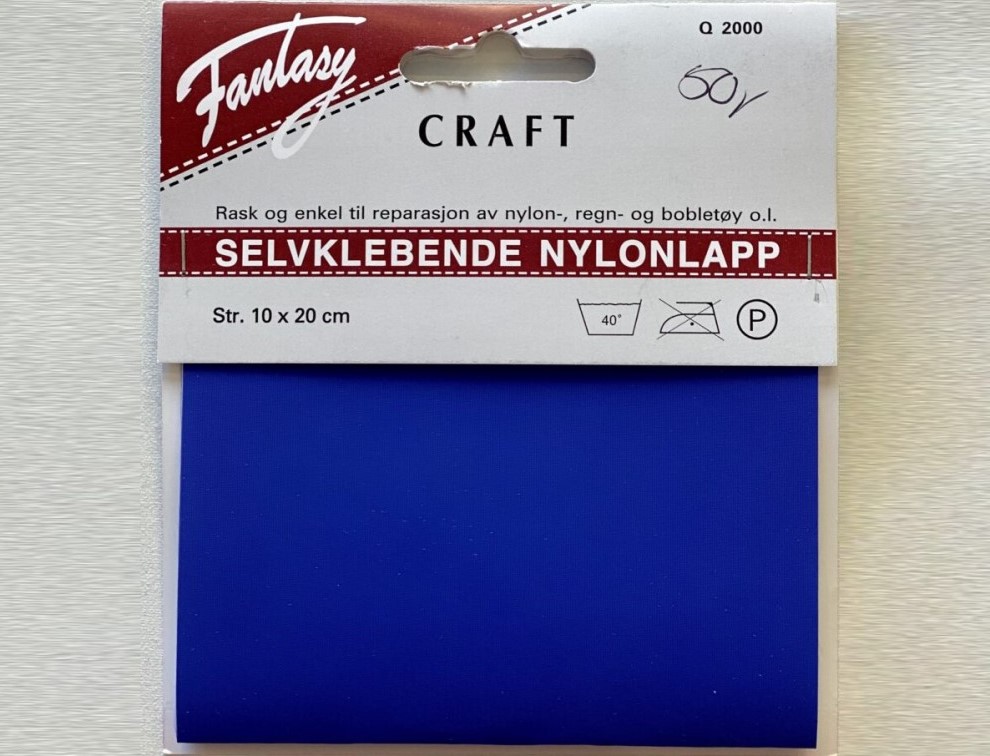 Fantasy
Q 2000
50,-
CRAFT
Rask og enkel til reparasjon av nylon-, regn- og bobletøy o.l.
SELVKLEBENDE NYLONLAPP
Str. 10 x 20 cm
40°
P